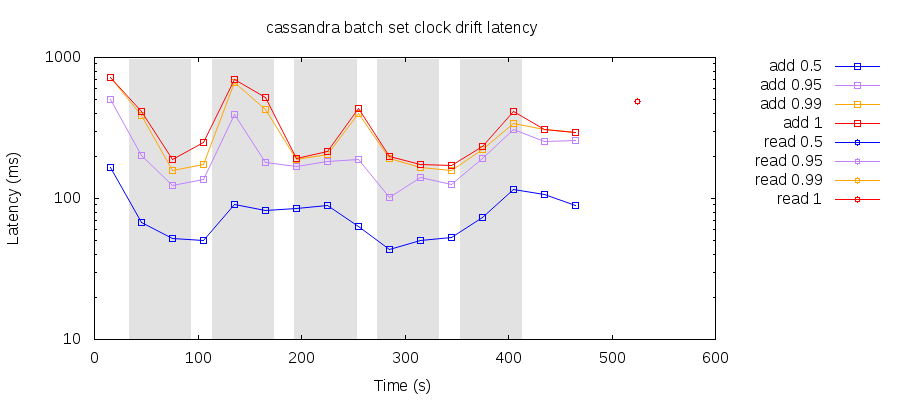 cassandra batch set clock drift latency
1000
100
10
Latency (ms)
0 100 200 300 400 500 600
Time (s)
add 0.5
add 0.95
add 0.99
add 1
read 0.5
read 0.95
read 0.99
read 1